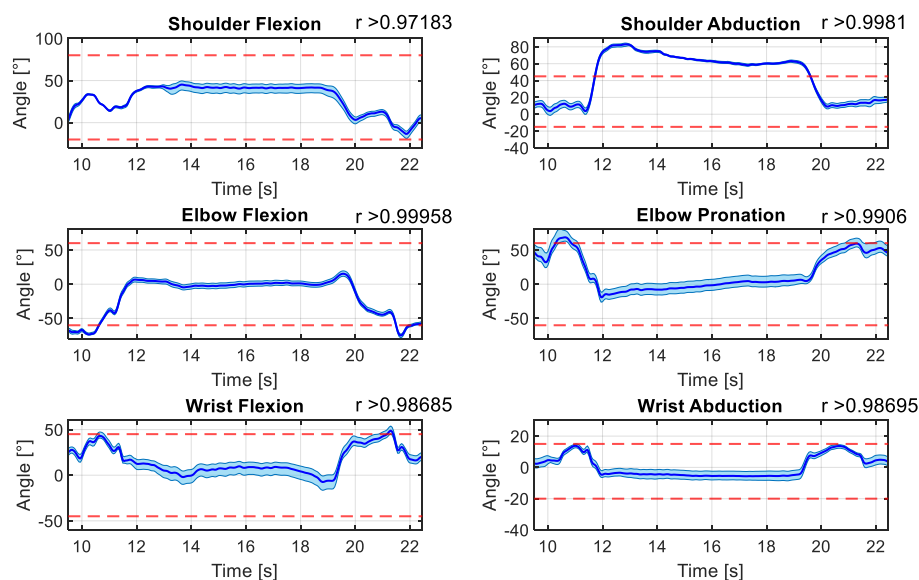 Shoulder Flexion r >0.97183
100
50
0
Angle [°]
10 12 14 16 18 20 22
Time [s]
Shoulder Abduction r >0.9981
80
60
40
20
0
-20
-40
Angle [°]
10 12 14 16 18 20 22
Time [s]
Elbow Flexion r >0.99958
50
0
-50
Angle [°]
10 12 14 16 18 20 22
Time [s]
Elbow Pronation r >0.9906
50
0
-50
Angle [°]
10 12 14 16 18 20 22
Time [s]
Wrist Flexion r >0.98685
50
0
-50
Angle [°]
10 12 14 16 18 20 22
Time [s]
Wrist Abduction r >0.98695
20
0
-20
-40
Angle [°]
10 12 14 16 18 20 22
Time [s]